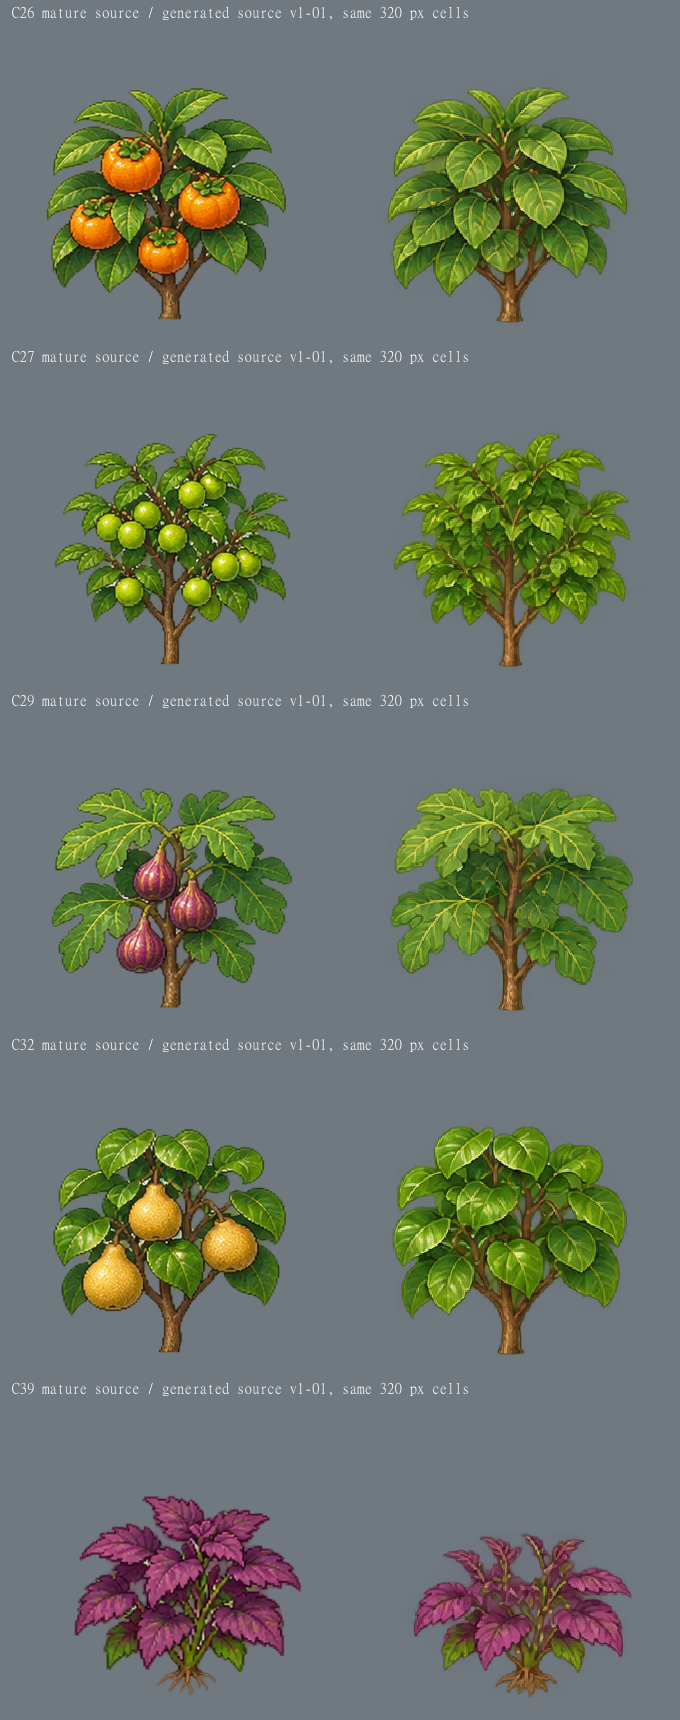 C26 mature source / generated source v1-01, same 320 px cells
C27 mature source / generated source v1-01, same 320 px cells
C29 mature source / generated source v1-01, same 320 px cells
C32 mature source / generated source v1-01, same 320 px cells
C39 mature source / generated source v1-01, same 320 px cells